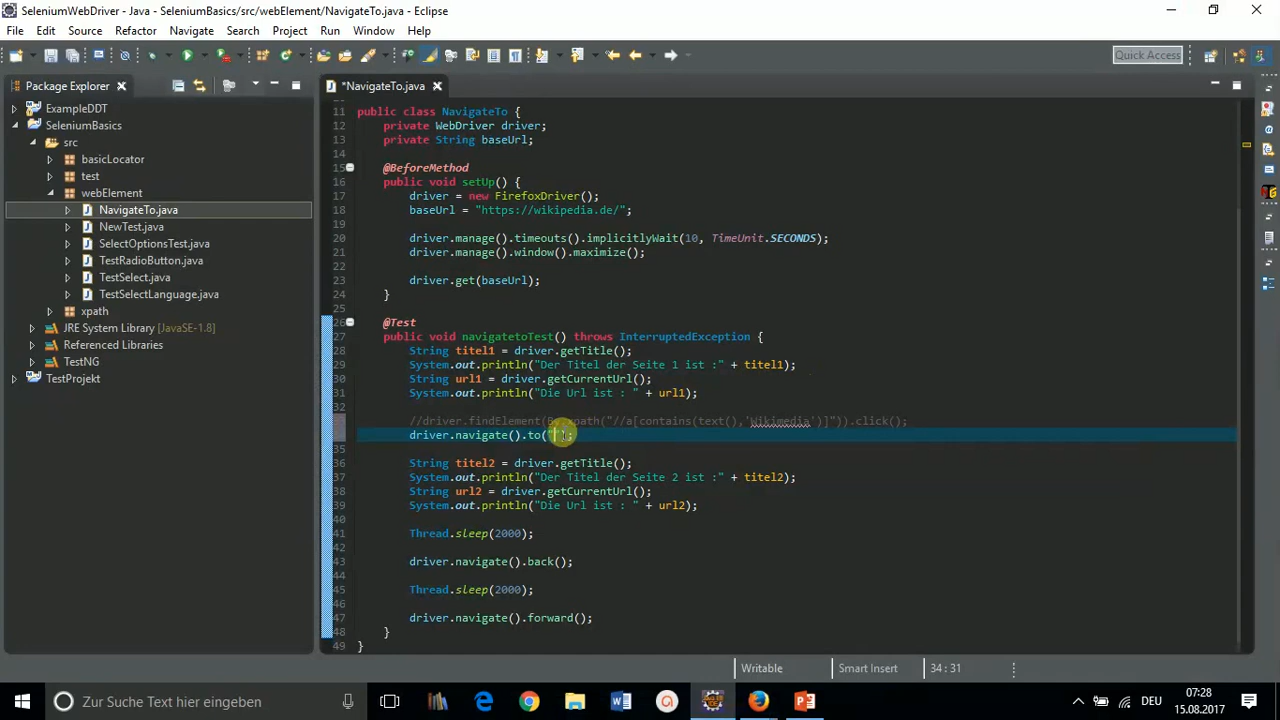 SeleniumWebDriver - Java - SeleniumBasics/src/webElement/NavigateTo.java - Eclipse
File Edit Source Refactor Navigate Search Project Run Window Help
Quick Access
Package Explorer
*NavigateTo.java
ExampleDDT
SeleniumBasics
src
basicLocator
test
webElement
NavigateTo.java
NewTest.java
SelectOptionsTest.java
TestRadioButton.java
TestSelect.java
TestSelectLanguage.java
xpath
JRE System Library [JavaSE-1.8]
Referenced Libraries
TestNG
TestProjekt
11 public class NavigateTo {
12 private WebDriver driver;
13 private String baseUrl;
14
15 @BeforeMethod
16 public void setUp() {
17 driver = new FirefoxDriver();
18 baseUrl = "https://wikipedia.de/";
19
20 driver.manage().timeouts().implicitlyWait(10, TimeUnit.SECONDS);
21 driver.manage().window().maximize();
22
23 driver.get(baseUrl);
24 }
25
26 @Test
27 public void navigatetoTest() throws InterruptedException {
28 String titel1 = driver.getTitle();
29 System.out.println("Der Titel der Seite 1 ist :" + titel1);
30 String url1 = driver.getCurrentUrl();
31 System.out.println("Die Url ist : " + url1);
32
//driver.findElement(By.xpath("//a[contains(text(),'Wikimedia')]")).click();
driver.navigate().to("
35
36 String titel2 = driver.getTitle();
37 System.out.println("Der Titel der Seite 2 ist :" + titel2);
38 String url2 = driver.getCurrentUrl();
39 System.out.println("Die Url ist : " + url2);
40
41 Thread.sleep(2000);
42
43 driver.navigate().back();
44
45 Thread.sleep(2000);
46
47 driver.navigate().forward();
48 }
49 }
Writable Smart Insert 34 : 31
Zur Suche Text hier eingeben
DEU
07:28
15.08.2017